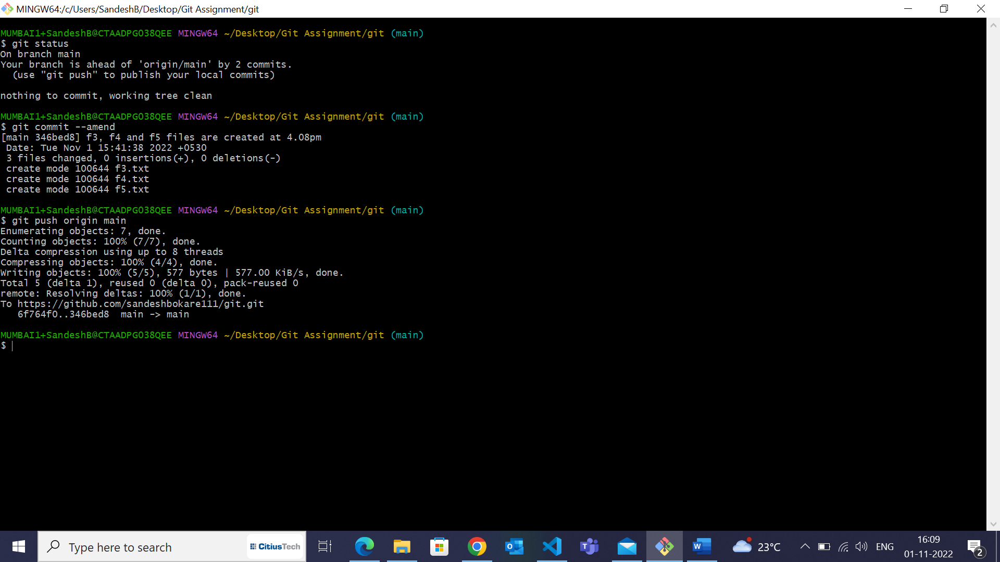 MINGW64:/c/Users/SandeshB/Desktop/Git Assignment/git
MUMBAI1+SandeshB@CTAADPG038QEE MINGW64 ~/Desktop/Git Assignment/git (main)
$ git status
On branch main
Your branch is ahead of 'origin/main' by 2 commits.
  (use "git push" to publish your local commits)
nothing to commit, working tree clean
MUMBAI1+SandeshB@CTAADPG038QEE MINGW64 ~/Desktop/Git Assignment/git (main)
$ git commit --amend
[main 346bed8] f3, f4 and f5 files are created at 4.08pm
 Date: Tue Nov 1 15:41:38 2022 +0530
 3 files changed, 0 insertions(+), 0 deletions(-)
 create mode 100644 f3.txt
 create mode 100644 f4.txt
 create mode 100644 f5.txt
MUMBAI1+SandeshB@CTAADPG038QEE MINGW64 ~/Desktop/Git Assignment/git (main)
$ git push origin main
Enumerating objects: 7, done.
Counting objects: 100% (7/7), done.
Delta compression using up to 8 threads
Compressing objects: 100% (4/4), done.
Writing objects: 100% (5/5), 577 bytes | 577.00 KiB/s, done.
Total 5 (delta 1), reused 0 (delta 0), pack-reused 0
remote: Resolving deltas: 100% (1/1), done.
To https://github.com/sandeshbokare111/git.git
   6f764f0..346bed8  main -> main
MUMBAI1+SandeshB@CTAADPG038QEE MINGW64 ~/Desktop/Git Assignment/git (main)
$
Type here to search
CitiusTech
23°C
ENG
16:09
01-11-2022
2